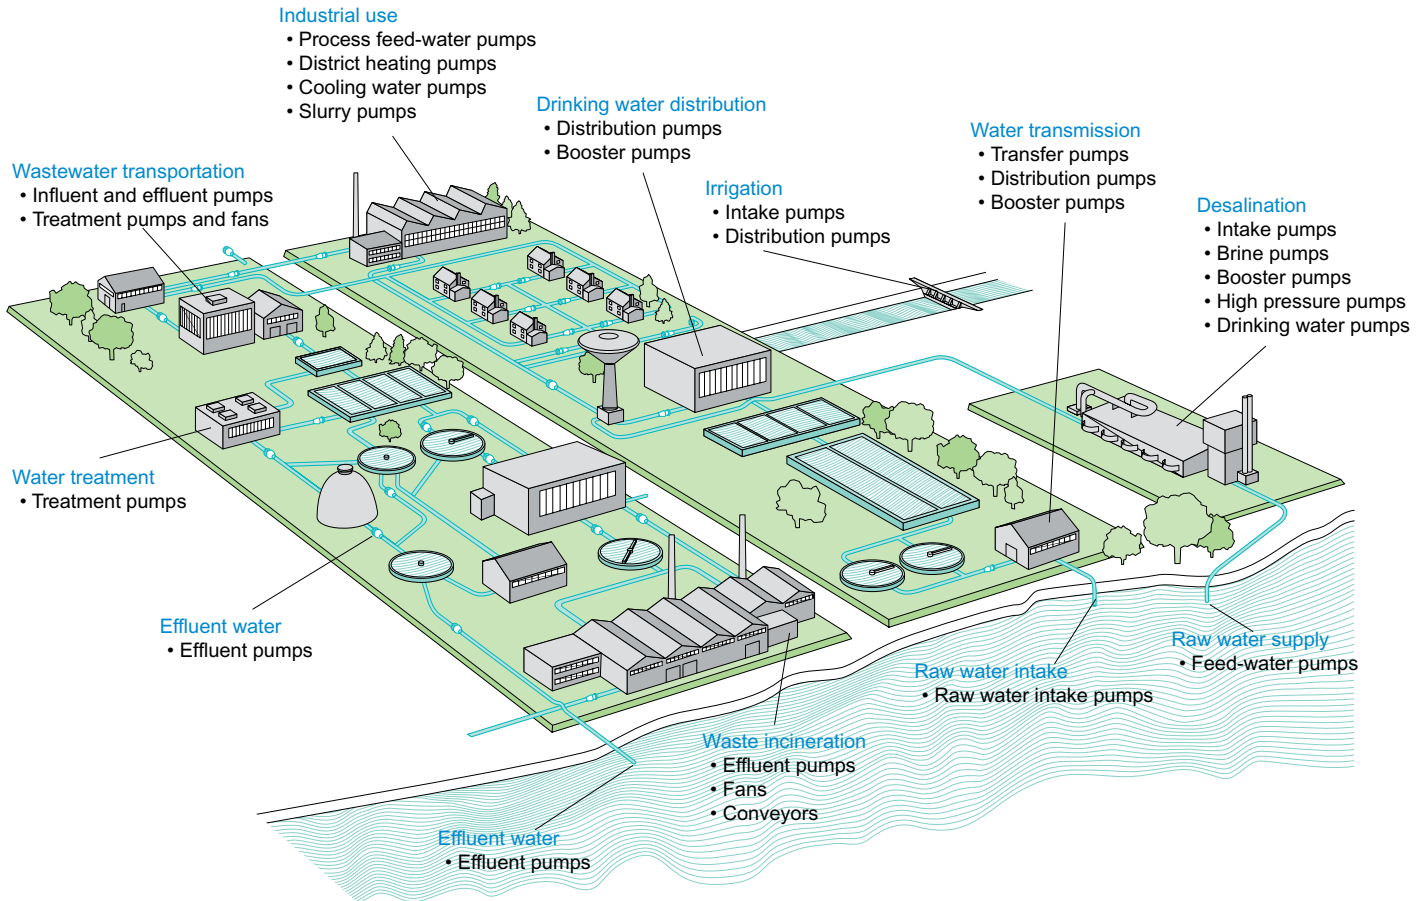 Industrial use
• Process feed-water pumps
• District heating pumps
• Cooling water pumps
• Slurry pumps
Drinking water distribution
• Distribution pumps
• Booster pumps
Water transmission
• Transfer pumps
• Distribution pumps
• Booster pumps
Wastewater transportation
• Influent and effluent pumps
• Treatment pumps and fans
Irrigation
• Intake pumps
• Distribution pumps
Desalination
• Intake pumps
• Brine pumps
• Booster pumps
• High pressure pumps
• Drinking water pumps
Water treatment
• Treatment pumps
Effluent water
• Effluent pumps
Raw water supply
• Feed-water pumps
Raw water intake
• Raw water intake pumps
Waste incineration
• Effluent pumps
• Fans
• Conveyors
Effluent water
• Effluent pumps